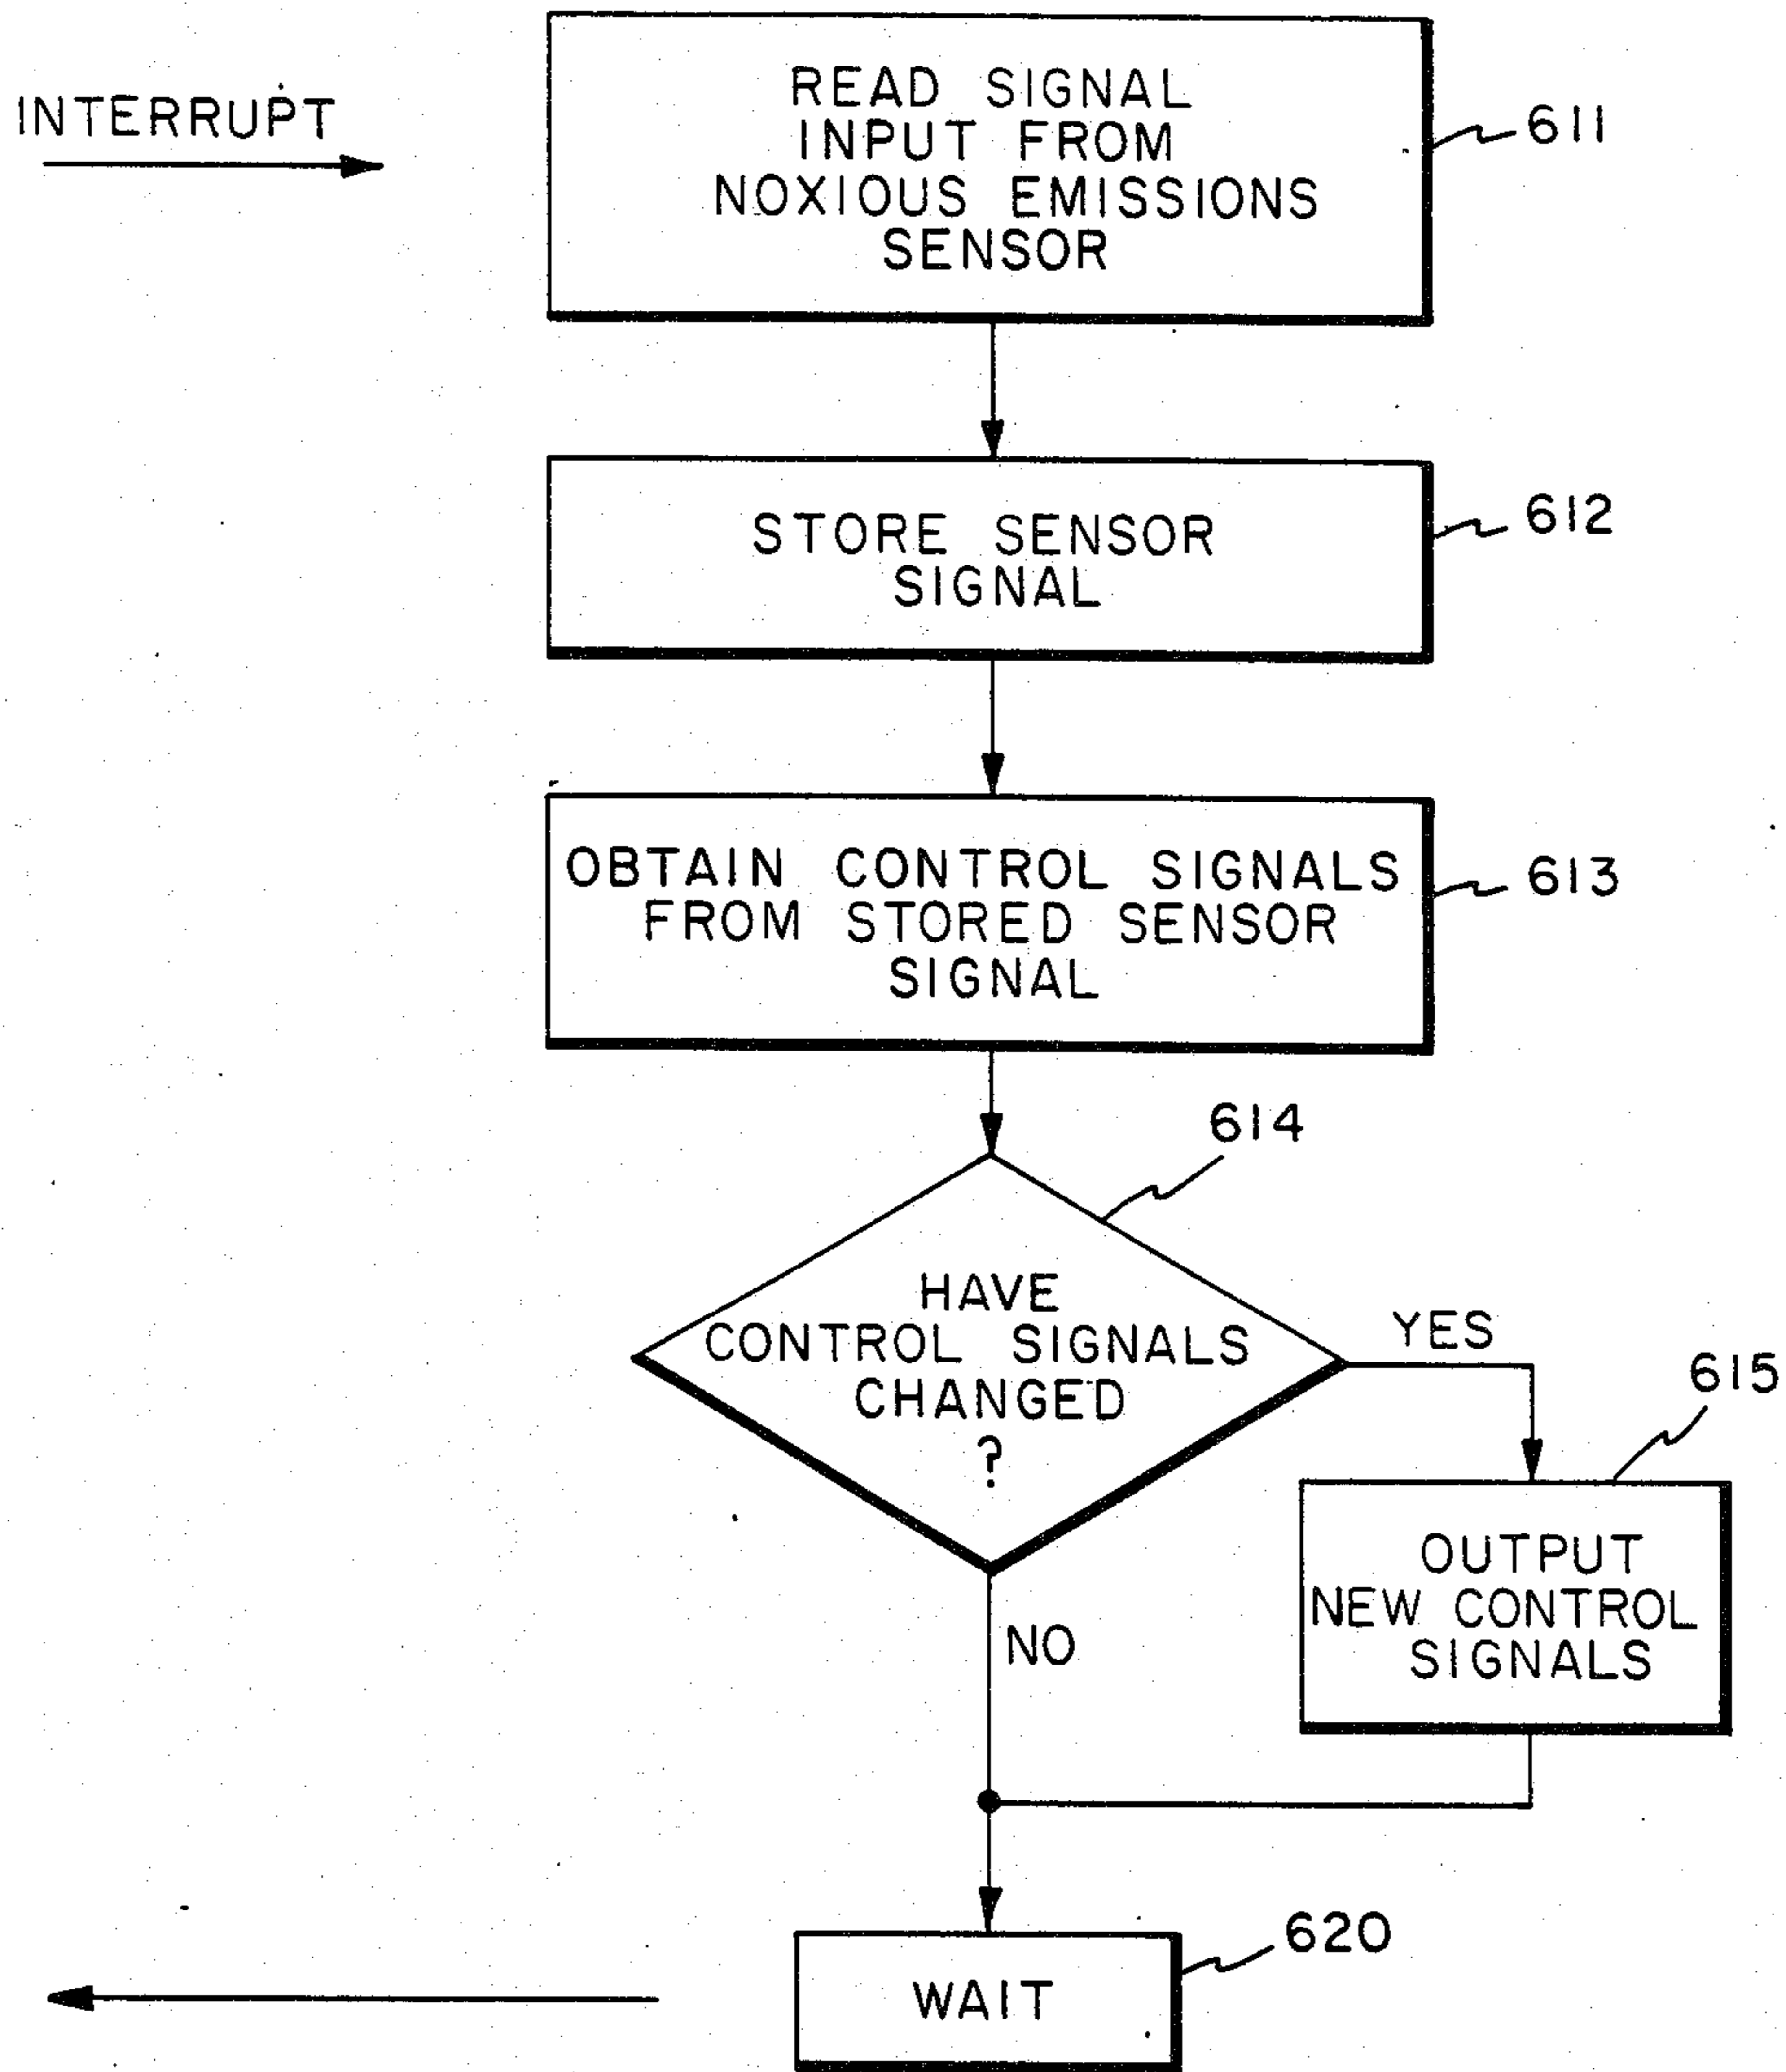 INTERRUPT
READ SIGNAL
INPUT FROM
NOXIOUS EMISSIONS
SENSOR
611
STORE SENSOR
SIGNAL
612
OBTAIN CONTROL SIGNALS
FROM STORED SENSOR
SIGNAL
613
614
HAVE
CONTROL SIGNALS
CHANGED
?
YES
615
OUTPUT
NEW CONTROL
SIGNALS
NO
620
WAIT